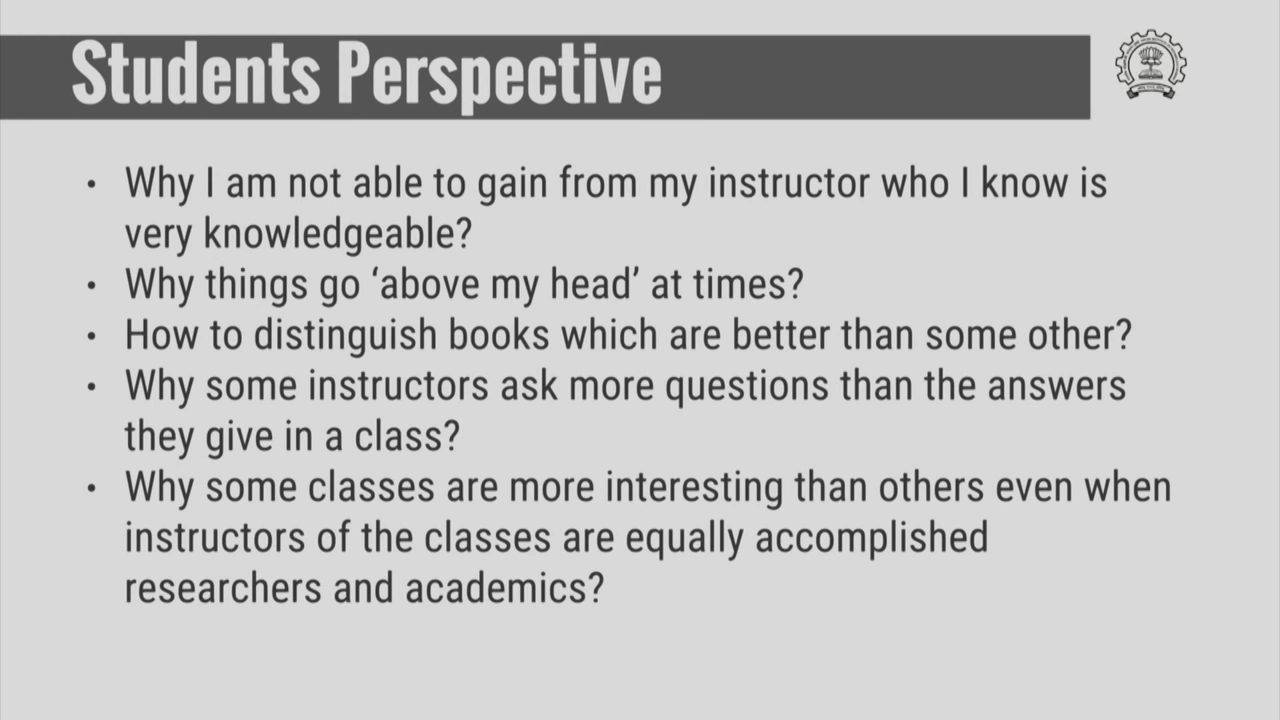 Students Perspective
• Why I am not able to gain from my instructor who I know is
very knowledgeable?
• Why things go ‘above my head’ at times?
• How to distinguish books which are better than some other?
• Why some instructors ask more questions than the answers
they give in a class?
• Why some classes are more interesting than others even when
instructors of the classes are equally accomplished
researchers and academics?